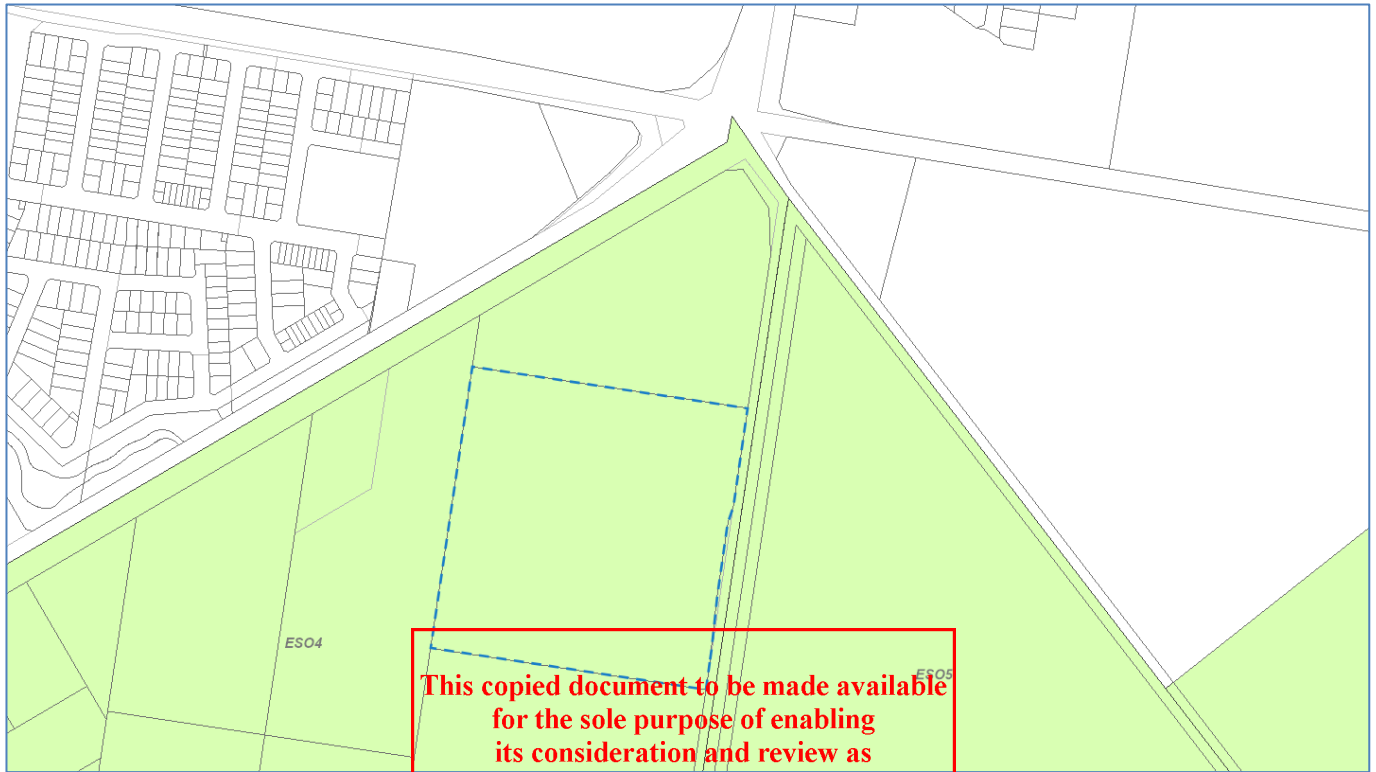 ESO4
ESO5
This copied document to be made available
for the sole purpose of enabling
its consideration and review as